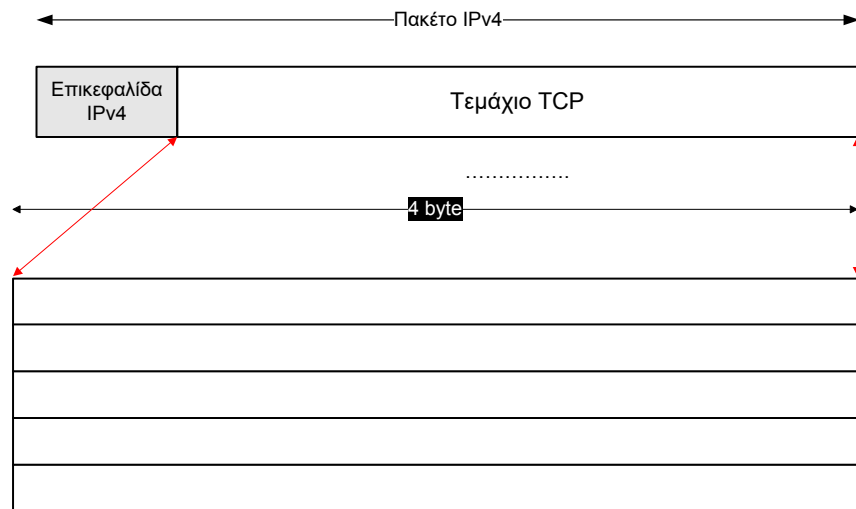 Πακέτο IPv4
Επικεφαλίδα
IPv4
Τεμάχιο TCP
................
4 byte